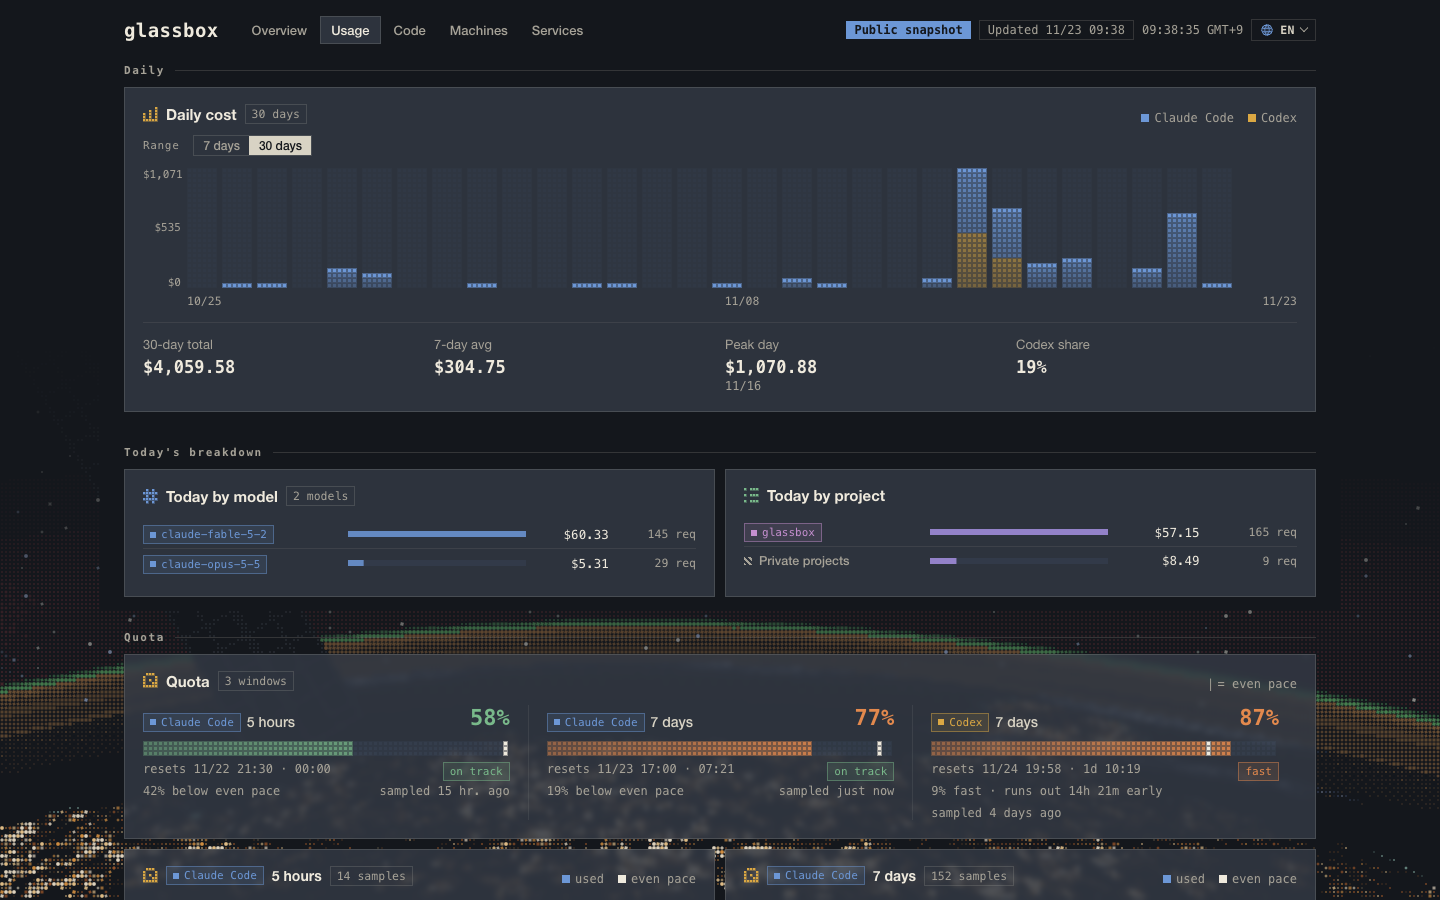 glassbox Overview Usage Code Machines Services Public snapshot Updated 11/23 09:38 09:38:35 GMT+9 EN
Daily
Daily cost 30 days Claude Code Codex
Range 7 days 30 days
$1,071
$535
$0
10/25 11/08 11/23
30-day total 7-day avg Peak day Codex share
$4,059.58 $304.75 $1,070.88 19%
11/16
Today's breakdown
Today by model 2 models
claude-fable-5-2 $60.33 145 req
claude-opus-5-5 $5.31 29 req
Today by project
glassbox $57.15 165 req
Private projects $8.49 9 req
Quota
Quota 3 windows | = even pace
Claude Code 5 hours 58%
resets 11/22 21:30 · 00:00 on track
42% below even pace sampled 15 hr. ago
Claude Code 7 days 77%
resets 11/23 17:00 · 07:21 on track
19% below even pace sampled just now
Codex 7 days 87%
resets 11/24 19:58 · 1d 10:19 fast
9% fast · runs out 14h 21m early
sampled 4 days ago
Claude Code 5 hours 14 samples used even pace
Claude Code 7 days 152 samples used even pace